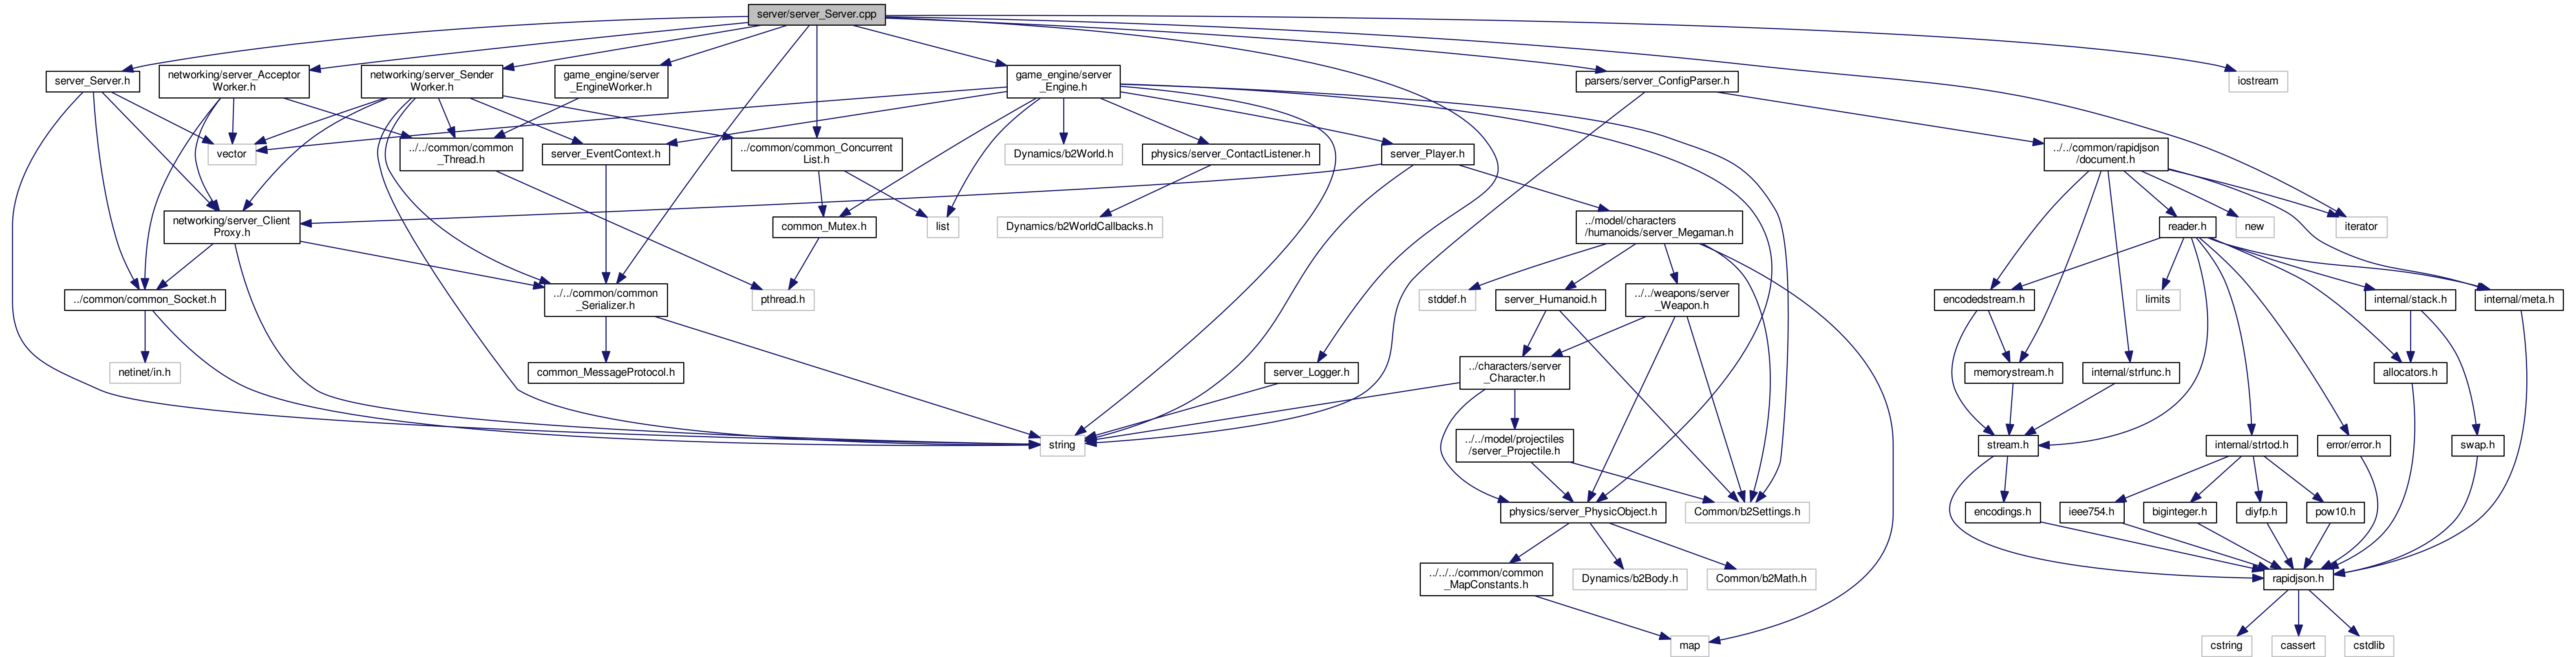 server/server_Server.cpp
server_Server.h
networking/server_Acceptor
Worker.h
networking/server_Sender
Worker.h
game_engine/server
_EngineWorker.h
game_engine/server
_Engine.h
parsers/server_ConfigParser.h
iostream
vector
../../common/common
_Thread.h
server_EventContext.h
../common/common_Concurrent
List.h
Dynamics/b2World.h
physics/server_ContactListener.h
server_Player.h
../../common/rapidjson
/document.h
networking/server_Client
Proxy.h
common_Mutex.h
list
Dynamics/b2WorldCallbacks.h
../model/characters
/humanoids/server_Megaman.h
reader.h
new
iterator
../common/common_Socket.h
../../common/common
_Serializer.h
pthread.h
stddef.h
server_Humanoid.h
../../weapons/server
_Weapon.h
encodedstream.h
limits
internal/stack.h
internal/meta.h
netinet/in.h
common_MessageProtocol.h
server_Logger.h
../characters/server
_Character.h
memorystream.h
internal/strfunc.h
allocators.h
string
../../model/projectiles
/server_Projectile.h
stream.h
internal/strtod.h
error/error.h
swap.h
physics/server_PhysicObject.h
Common/b2Settings.h
encodings.h
ieee754.h
biginteger.h
diyfp.h
pow10.h
../../../common/common
_MapConstants.h
Dynamics/b2Body.h
Common/b2Math.h
rapidjson.h
map
cstring
cassert
cstdlib